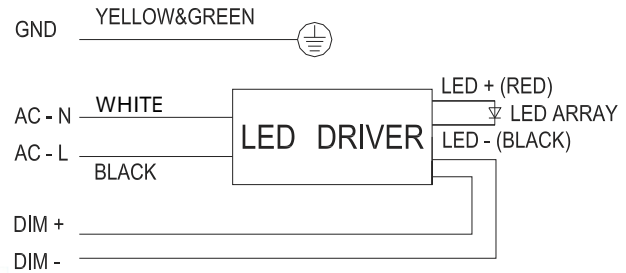 YELLOW&GREEN
GND
LED + (RED)
WHITE
AC - N
LED ARRAY
LED DRIVER
LED - (BLACK)
AC - L
BLACK
DIM +
DIM -